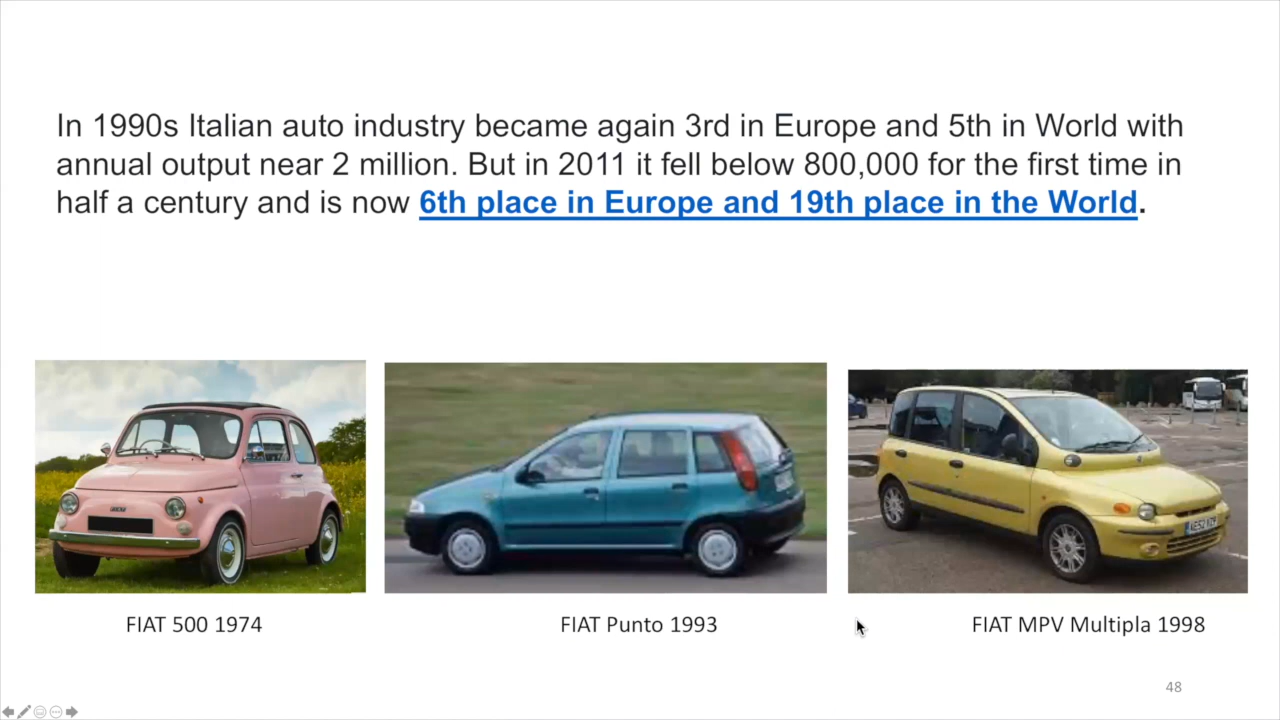 In 1990s Italian auto industry became again 3rd in Europe and 5th in World with
annual output near 2 million. But in 2011 it fell below 800,000 for the first time in
half a century and is now 6th place in Europe and 19th place in the World.
FIAT 500 1974
FIAT Punto 1993
FIAT MPV Multipla 1998
48